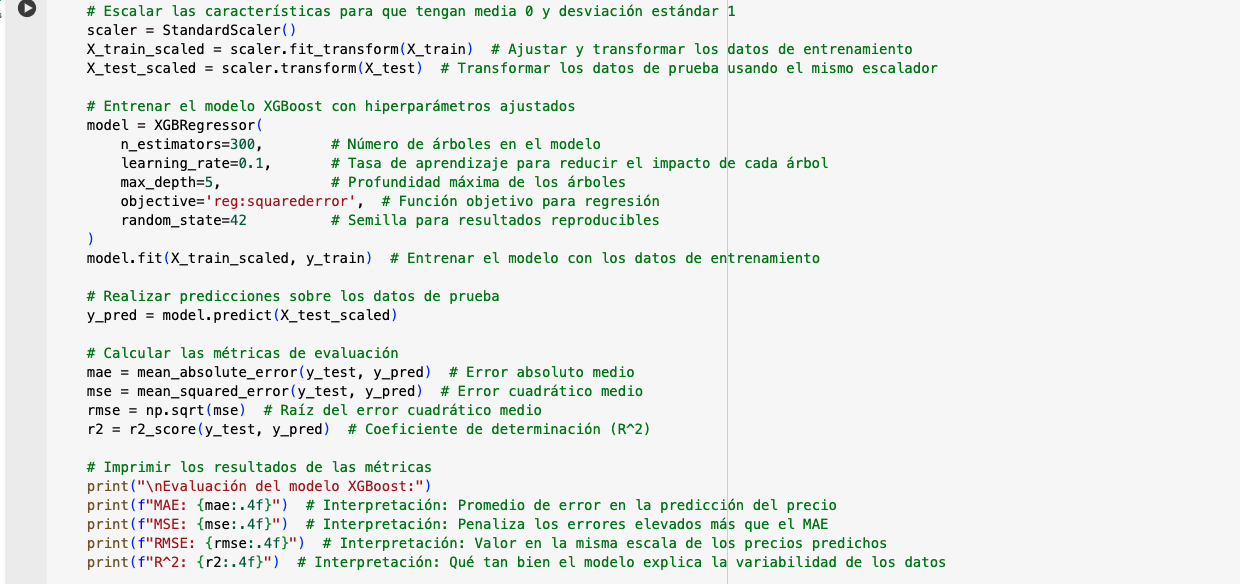 # Escalar las características para que tengan media 0 y desviación estándar 1
scaler = StandardScaler()
X_train_scaled = scaler.fit_transform(X_train)  # Ajustar y transformar los datos de entrenamiento
X_test_scaled = scaler.transform(X_test)  # Transformar los datos de prueba usando el mismo escalador

# Entrenar el modelo XGBoost con hiperparámetros ajustados
model = XGBRegressor(
    n_estimators=300,        # Número de árboles en el modelo
    learning_rate=0.1,       # Tasa de aprendizaje para reducir el impacto de cada árbol
    max_depth=5,             # Profundidad máxima de los árboles
    objective='reg:squarederror',  # Función objetivo para regresión
    random_state=42          # Semilla para resultados reproducibles
)
model.fit(X_train_scaled, y_train)  # Entrenar el modelo con los datos de entrenamiento

# Realizar predicciones sobre los datos de prueba
y_pred = model.predict(X_test_scaled)

# Calcular las métricas de evaluación
mae = mean_absolute_error(y_test, y_pred)  # Error absoluto medio
mse = mean_squared_error(y_test, y_pred)  # Error cuadrático medio
rmse = np.sqrt(mse)  # Raíz del error cuadrático medio
r2 = r2_score(y_test, y_pred)  # Coeficiente de determinación (R^2)

# Imprimir los resultados de las métricas
print("\nEvaluación del modelo XGBoost:")
print(f"MAE: {mae:.4f}")  # Interpretación: Promedio de error en la predicción del precio
print(f"MSE: {mse:.4f}")  # Interpretación: Penaliza los errores elevados más que el MAE
print(f"RMSE: {rmse:.4f}")  # Interpretación: Valor en la misma escala de los precios predichos
print(f"R^2: {r2:.4f}")  # Interpretación: Qué tan bien el modelo explica la variabilidad de los datos